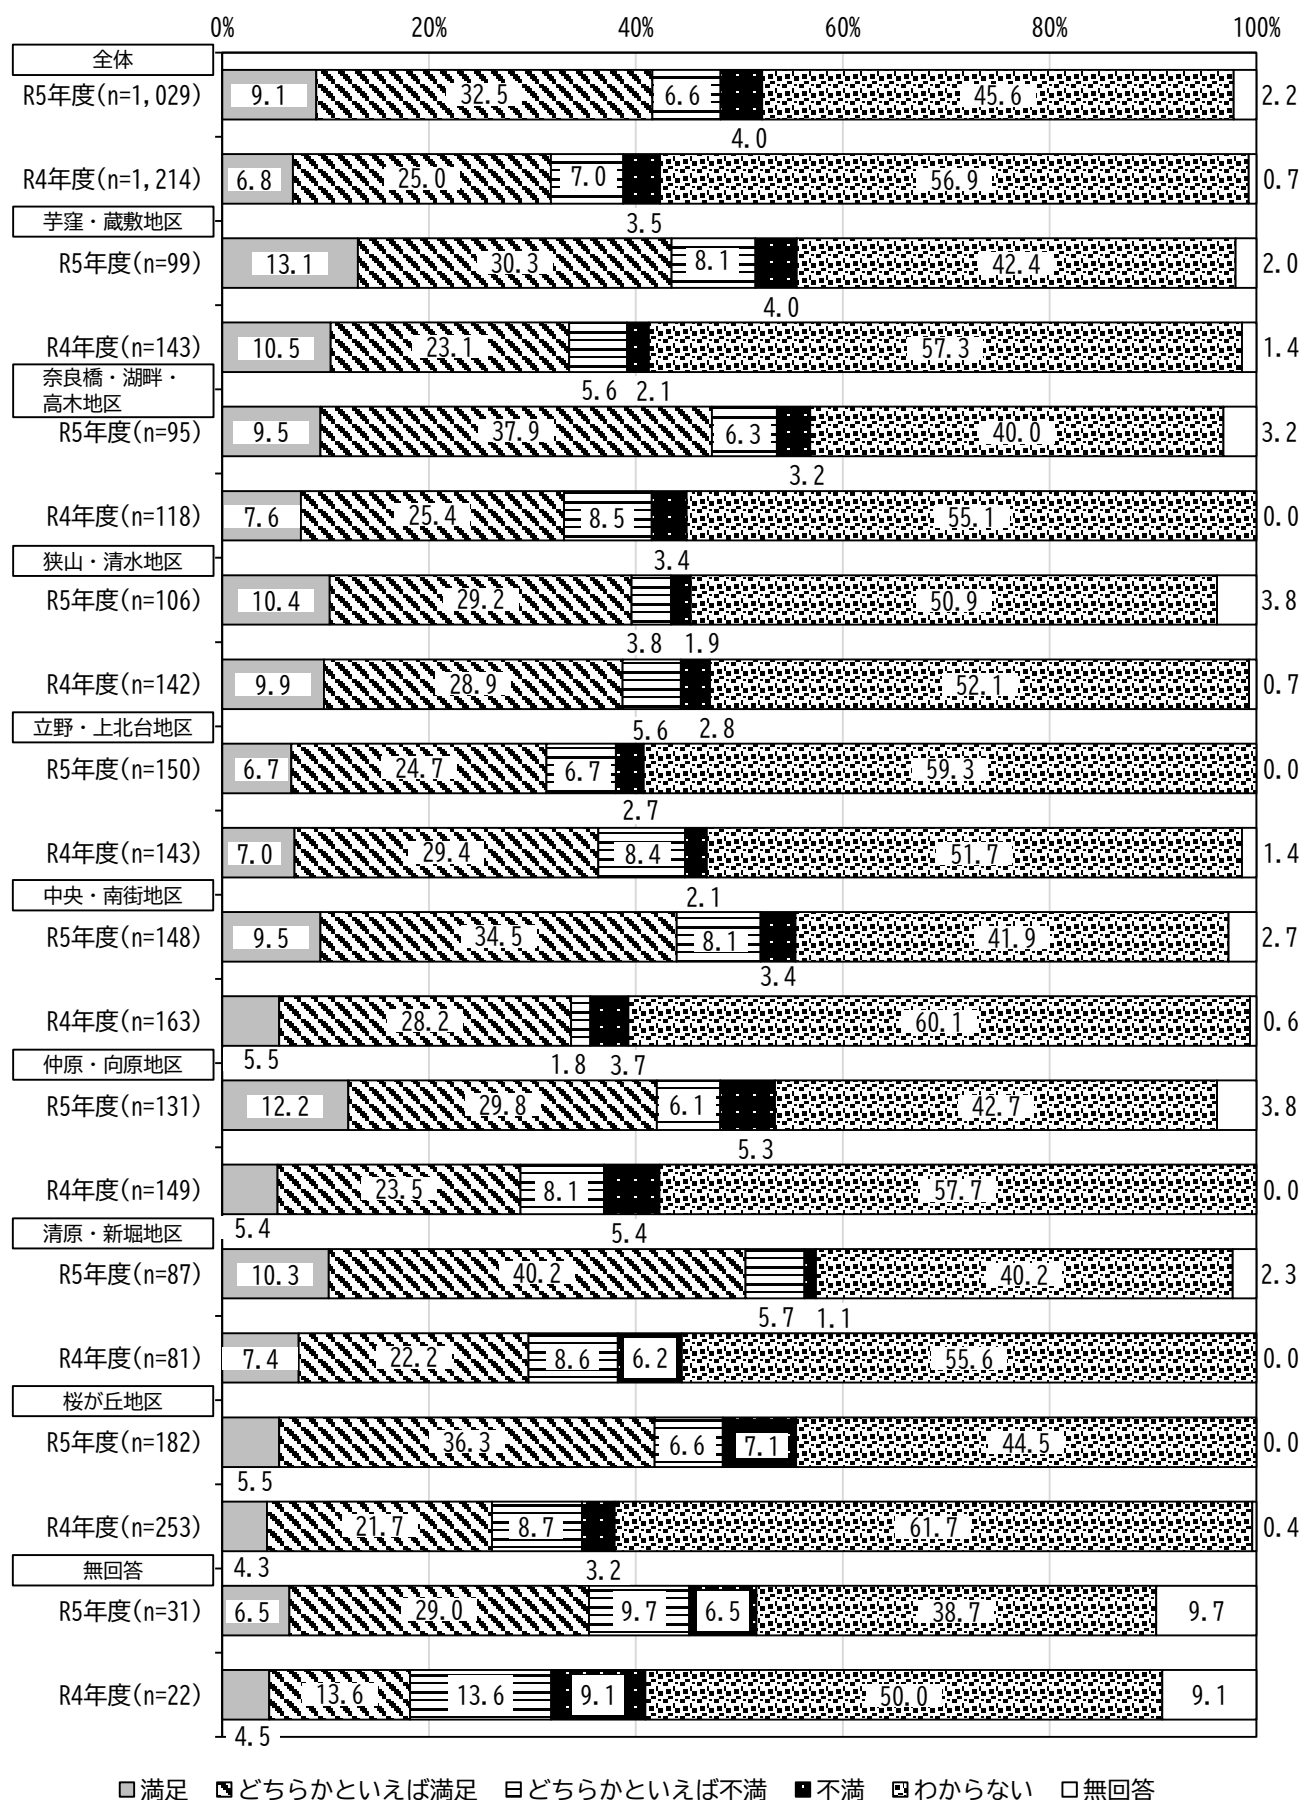 0% 20% 40% 60% 80% 100%
全体
R5年度(n=1,029) 9.1 32.5 6.6 45.6 2.2
4.0
R4年度(n=1,214) 6.8 25.0 7.0 56.9 0.7
芋窪・蔵敷地区 3.5
R5年度(n=99) 13.1 30.3 8.1 42.4 2.0
4.0
R4年度(n=143) 10.5 23.1 57.3 1.4
奈良橋・湖畔・
高木地区
5.6 2.1
R5年度(n=95) 9.5 37.9 6.3 40.0 3.2
3.2
R4年度(n=118) 7.6 25.4 8.5 55.1 0.0
狭山・清水地区 3.4
R5年度(n=106) 10.4 29.2 50.9 3.8
3.8 1.9
R4年度(n=142) 9.9 28.9 52.1 0.7
立野・上北台地区 5.6 2.8
R5年度(n=150) 6.7 24.7 6.7 59.3 0.0
2.7
R4年度(n=143) 7.0 29.4 8.4 51.7 1.4
中央・南街地区 2.1
R5年度(n=148) 9.5 34.5 8.1 41.9 2.7
3.4
R4年度(n=163) 28.2 60.1 0.6
仲原・向原地区 5.5 1.8 3.7
R5年度(n=131) 12.2 29.8 6.1 42.7 3.8
5.3
R4年度(n=149) 23.5 8.1 57.7 0.0
清原・新堀地区 5.4 5.4
R5年度(n=87) 10.3 40.2 40.2 2.3
5.7 1.1
R4年度(n=81) 7.4 22.2 8.6 6.2 55.6 0.0
桜が丘地区
R5年度(n=182) 36.3 6.6 7.1 44.5 0.0
5.5
R4年度(n=253) 21.7 8.7 61.7 0.4
無回答 4.3 3.2
R5年度(n=31) 6.5 29.0 9.7 6.5 38.7 9.7
R4年度(n=22) 13.6 13.6 9.1 50.0 9.1
4.5
満足 どちらかといえば満足 どちらかといえば不満 不満 わからない 無回答